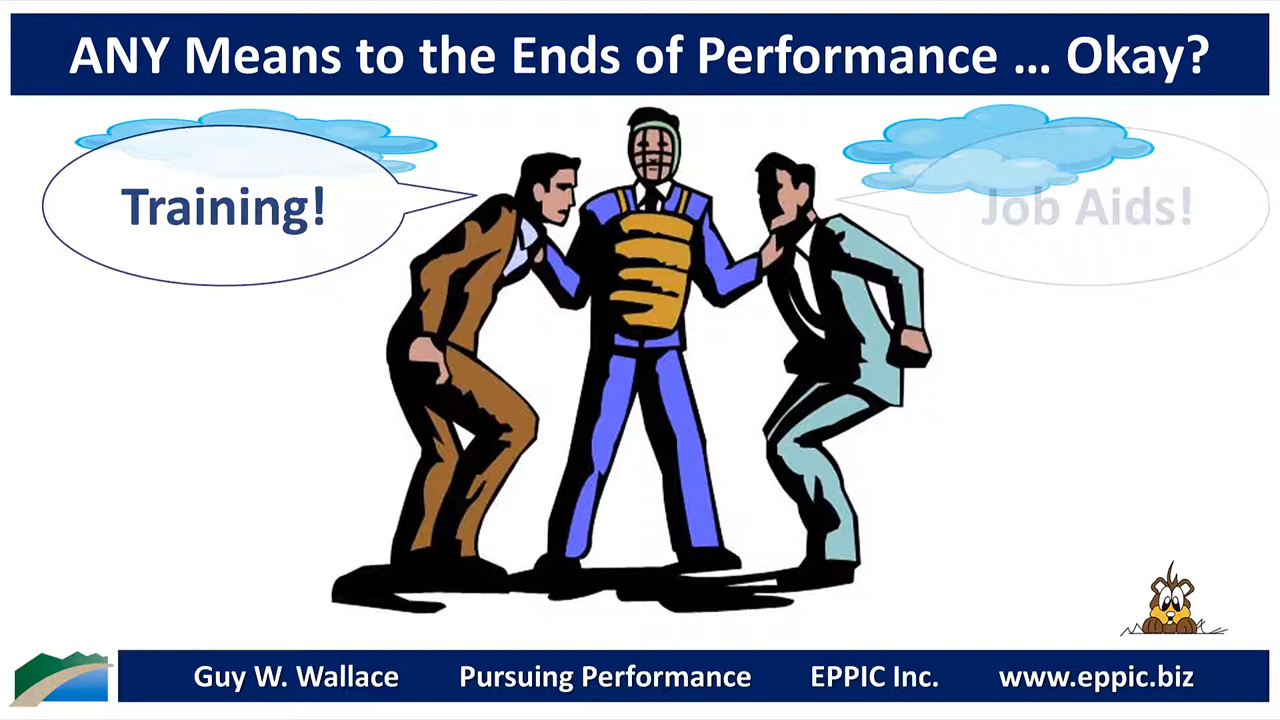 ANY Means to the Ends of Performance ... Okay?
Training!
Job Aids!
Guy W. Wallace Pursuing Performance EPPIC Inc. www.eppic.biz